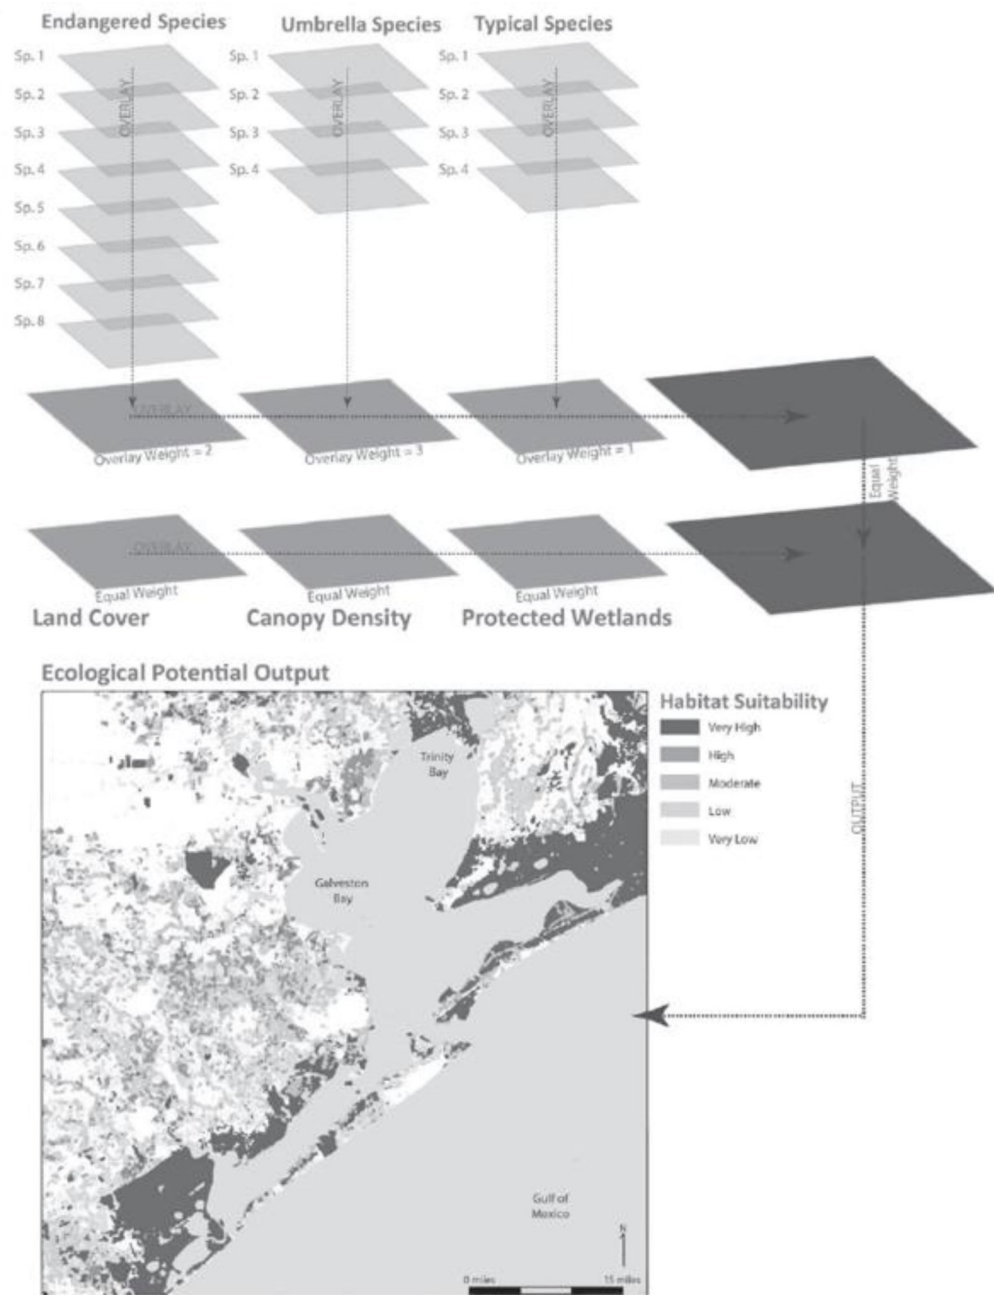 Endangered Species
Umbrella Species
Typical Species
Sp. 1
Sp. 2
Sp. 3
Sp. 4
Sp. 5
Sp. 6
Sp. 7
Sp. 8
OVERLAY
Sp. 1
Sp. 2
Sp. 3
Sp. 4
OVERLAY
Sp. 1
Sp. 2
Sp. 3
Sp. 4
OVERLAY
OVERLAY
Overlay Weight = 2
Overlay Weight = 3
Overlay Weight = 1
Equal
Weight
OVERLAY
Equal Weight
Equal Weight
Equal Weight
Land Cover
Canopy Density
Protected Wetlands
Ecological Potential Output
Trinity
Bay
Galveston
Bay
Gulf of
Mexico
N
0 miles
15 miles
Habitat Suitability
Very High
High
Moderate
Low
Very Low
OUTPUT